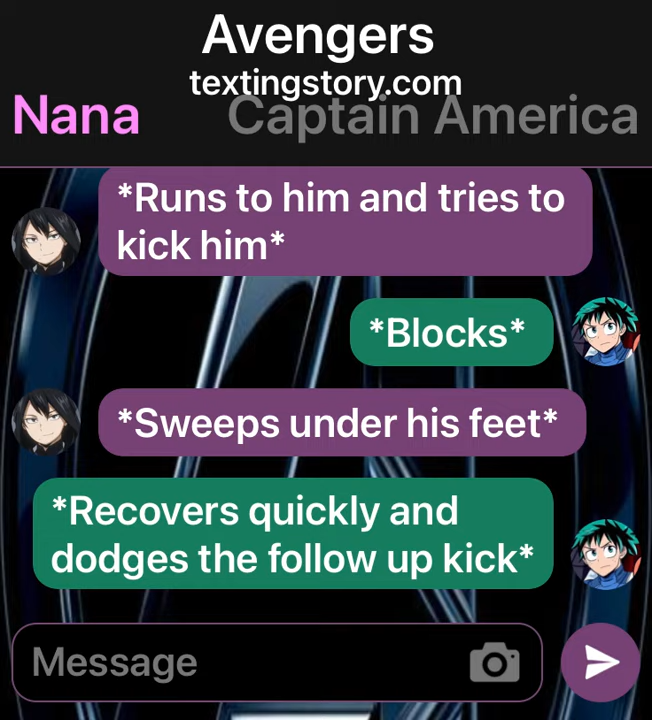 Avengers
textingstory.com
Nana Captain America
*Runs to him and tries to
kick him*
*Blocks*
*Sweeps under his feet*
*Recovers quickly and
dodges the follow up kick*
Message